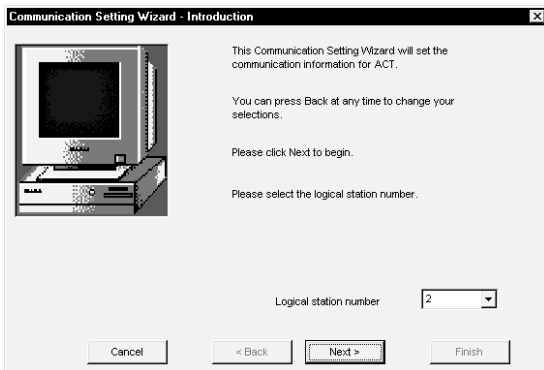 Communication Setting Wizard - Introduction
This Communication Setting Wizard will set the
communication information for ACT.
You can press Back at any time to change your
selections.
Please click Next to begin.
Please select the logical station number.
Logical station number
2
Cancel
< Back
Next >
Finish